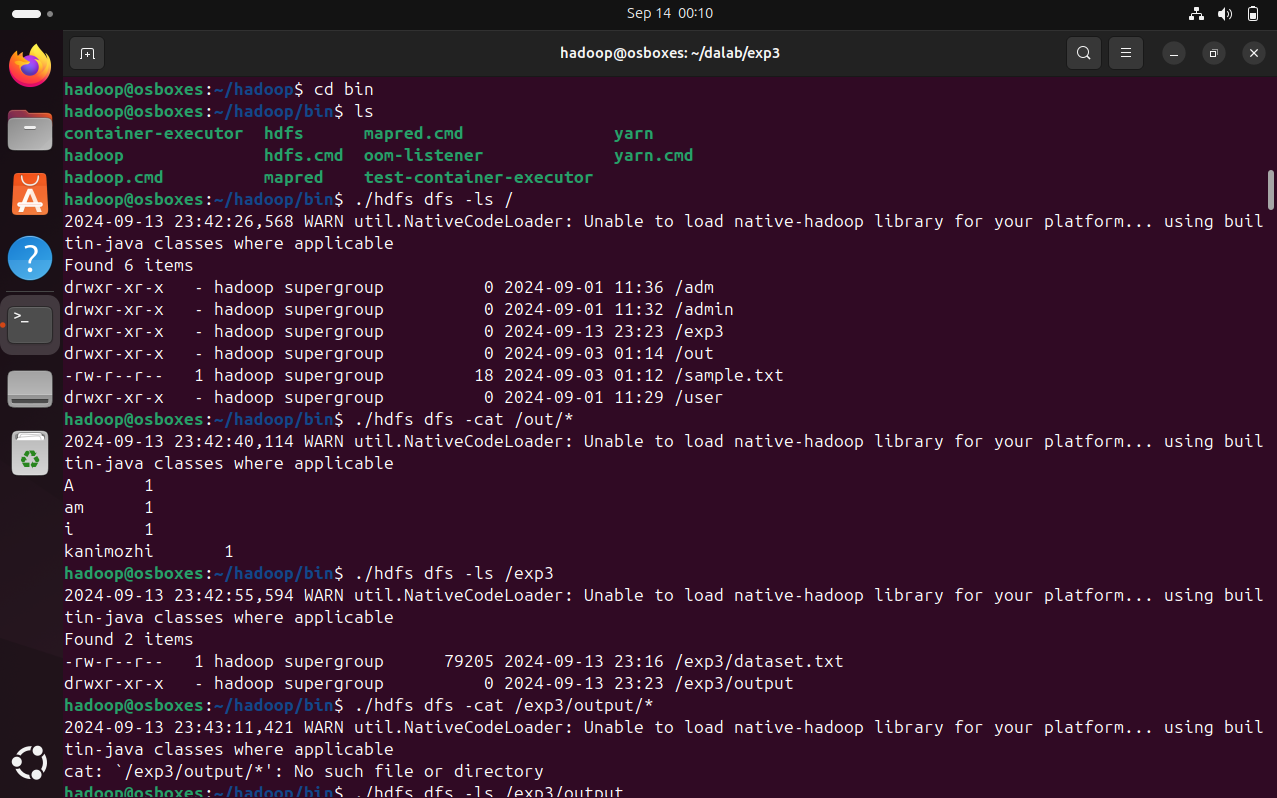 Sep 14 00:10
hadoop@osboxes: ~/dalab/exp3
hadoop@osboxes:~/hadoop$ cd bin
hadoop@osboxes:~/hadoop/bin$ ls
container-executor  hdfs      mapred.cmd               yarn
hadoop              hdfs.cmd  oom-listener             yarn.cmd
hadoop.cmd          mapred    test-container-executor
hadoop@osboxes:~/hadoop/bin$ ./hdfs dfs -ls /
2024-09-13 23:42:26,568 WARN util.NativeCodeLoader: Unable to load native-hadoop library for your platform... using buil
tin-java classes where applicable
Found 6 items
drwxr-xr-x   - hadoop supergroup          0 2024-09-01 11:36 /adm
drwxr-xr-x   - hadoop supergroup          0 2024-09-01 11:32 /admin
drwxr-xr-x   - hadoop supergroup          0 2024-09-13 23:23 /exp3
drwxr-xr-x   - hadoop supergroup          0 2024-09-03 01:14 /out
-rw-r--r--   1 hadoop supergroup         18 2024-09-03 01:12 /sample.txt
drwxr-xr-x   - hadoop supergroup          0 2024-09-01 11:29 /user
hadoop@osboxes:~/hadoop/bin$ ./hdfs dfs -cat /out/*
2024-09-13 23:42:40,114 WARN util.NativeCodeLoader: Unable to load native-hadoop library for your platform... using buil
tin-java classes where applicable
A       1
am      1
i       1
kanimozhi       1
hadoop@osboxes:~/hadoop/bin$ ./hdfs dfs -ls /exp3
2024-09-13 23:42:55,594 WARN util.NativeCodeLoader: Unable to load native-hadoop library for your platform... using buil
tin-java classes where applicable
Found 2 items
-rw-r--r--   1 hadoop supergroup      79205 2024-09-13 23:16 /exp3/dataset.txt
drwxr-xr-x   - hadoop supergroup          0 2024-09-13 23:23 /exp3/output
hadoop@osboxes:~/hadoop/bin$ ./hdfs dfs -cat /exp3/output/*
2024-09-13 23:43:11,421 WARN util.NativeCodeLoader: Unable to load native-hadoop library for your platform... using buil
tin-java classes where applicable
cat: `/exp3/output/*': No such file or directory
hadoop@osboxes:~/hadoop/bin$ ./hdfs dfs -ls /exp3/output